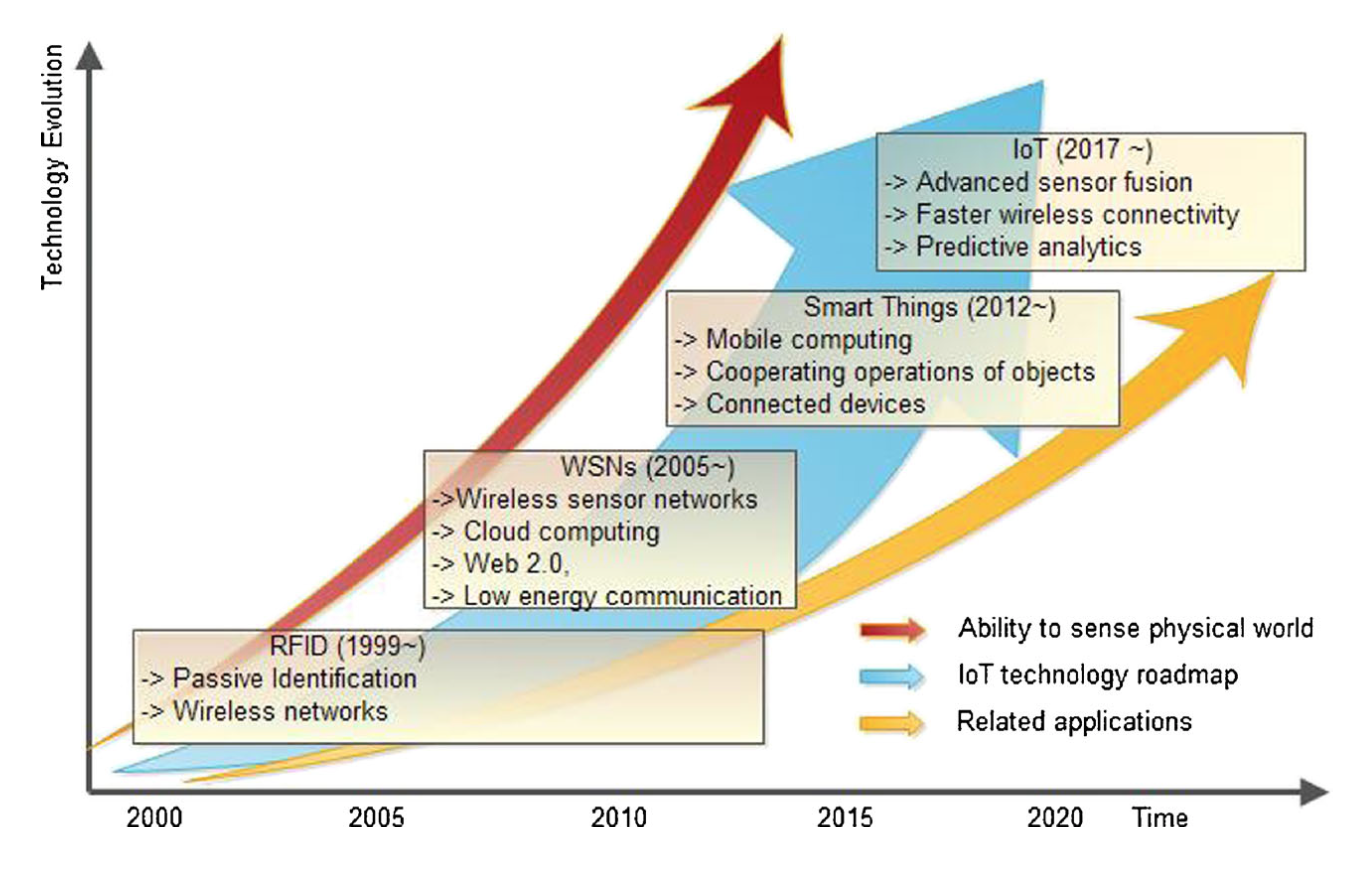 Technology Evolution
IoT (2017 ~)
-> Advanced sensor fusion
-> Faster wireless connectivity
-> Predictive analytics
Smart Things (2012~)
-> Mobile computing
-> Cooperating operations of objects
-> Connected devices
WSNs (2005~)
->Wireless sensor networks
-> Cloud computing
-> Web 2.0,
-> Low energy communication
RFID (1999~)
-> Passive Identification
-> Wireless networks
Ability to sense physical world
IoT technology roadmap
Related applications
2000 2005 2010 2015 2020 Time